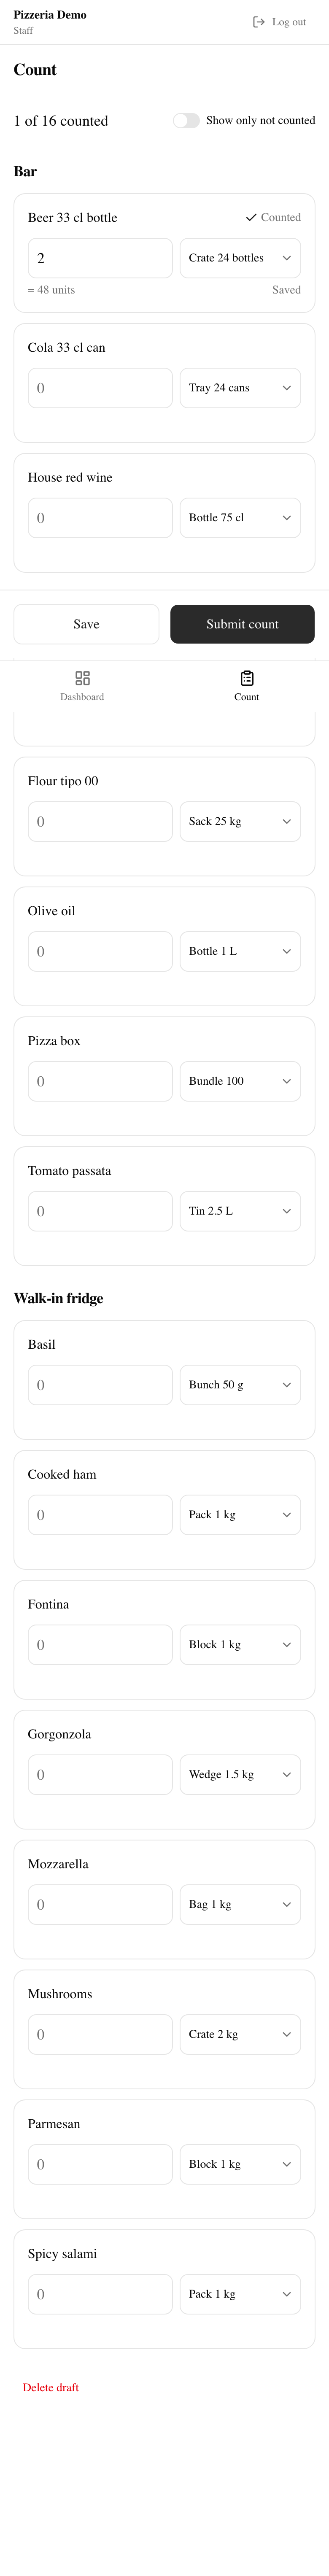 Pizzeria Demo
Staff
Log out
Count
1 of 16 counted
Show only not counted
Bar
Beer 33 cl bottle
Counted
2
Crate 24 bottles
= 48 units
Saved
Cola 33 cl can
0
Tray 24 cans
House red wine
0
Bottle 75 cl
Save
Submit count
Dashboard
Count
Flour tipo 00
0
Sack 25 kg
Olive oil
0
Bottle 1 L
Pizza box
0
Bundle 100
Tomato passata
0
Tin 2.5 L
Walk-in fridge
Basil
0
Bunch 50 g
Cooked ham
0
Pack 1 kg
Fontina
0
Block 1 kg
Gorgonzola
0
Wedge 1.5 kg
Mozzarella
0
Bag 1 kg
Mushrooms
0
Crate 2 kg
Parmesan
0
Block 1 kg
Spicy salami
0
Pack 1 kg
Delete draft